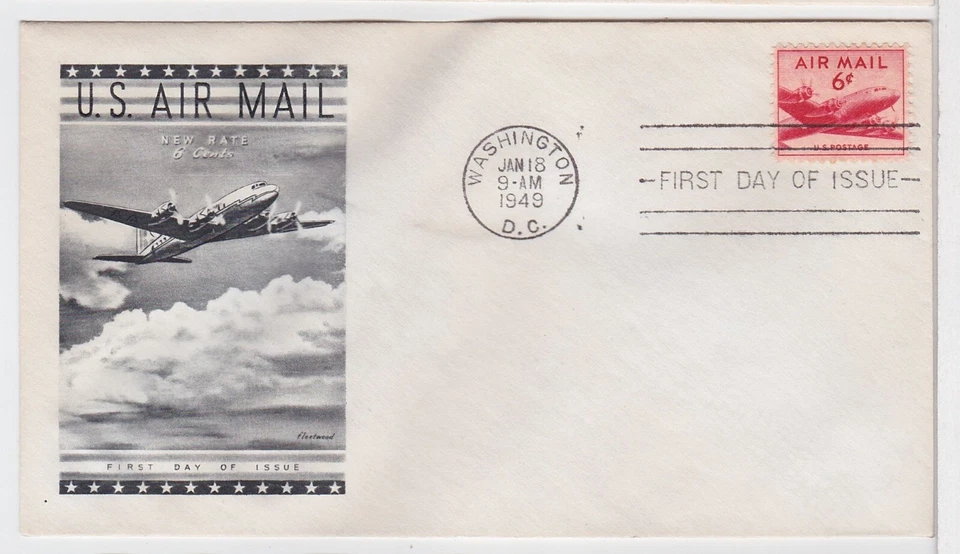 U.S. AIR MAIL
NEW RATE
6 Cents
fleetwood
FIRST DAY OF ISSUE
WASHINGTON
JAN 18
9-AM
1949
D.C.
AIR MAIL
6¢
U.S. POSTAGE
FIRST DAY OF ISSUE